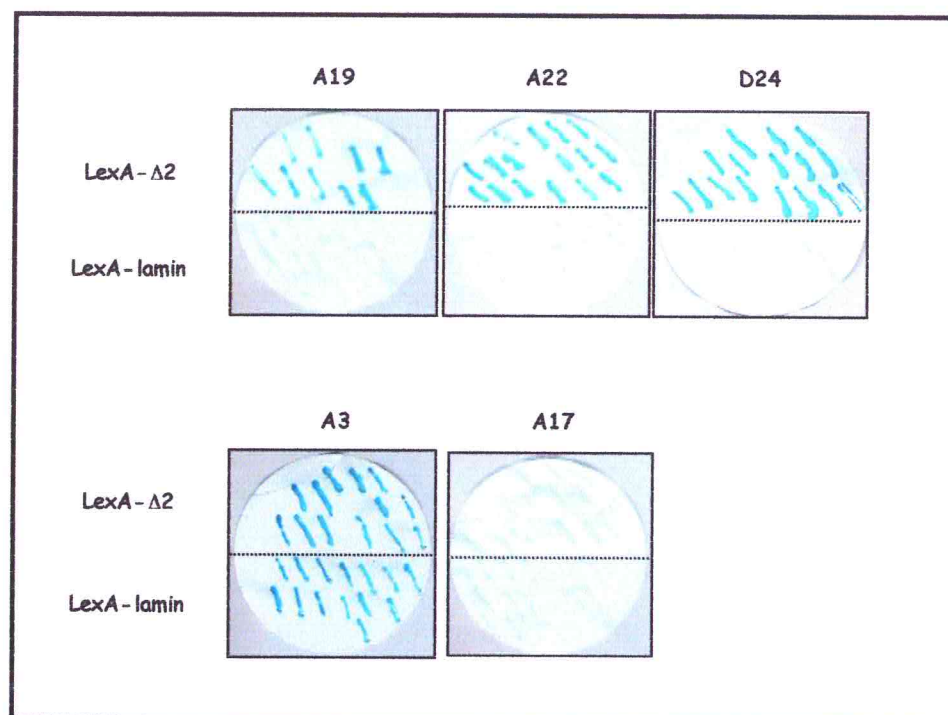 A19 A22 D24
LexA-Δ2
LexA-lamin
A3 A17
LexA-Δ2
LexA-lamin